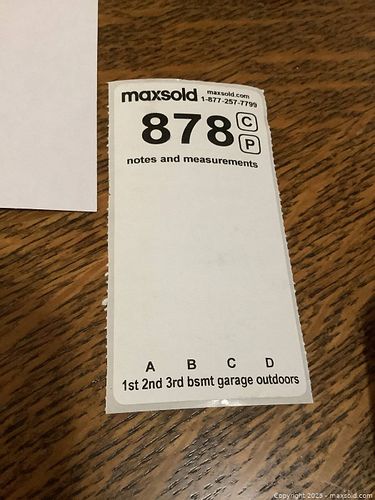 maxsold maxsold.com
1-877-257-7799
878 C
P
notes and measurements
A B C D
1st 2nd 3rd bsmt garage outdoors
Copyright 2025 - maxsold.com